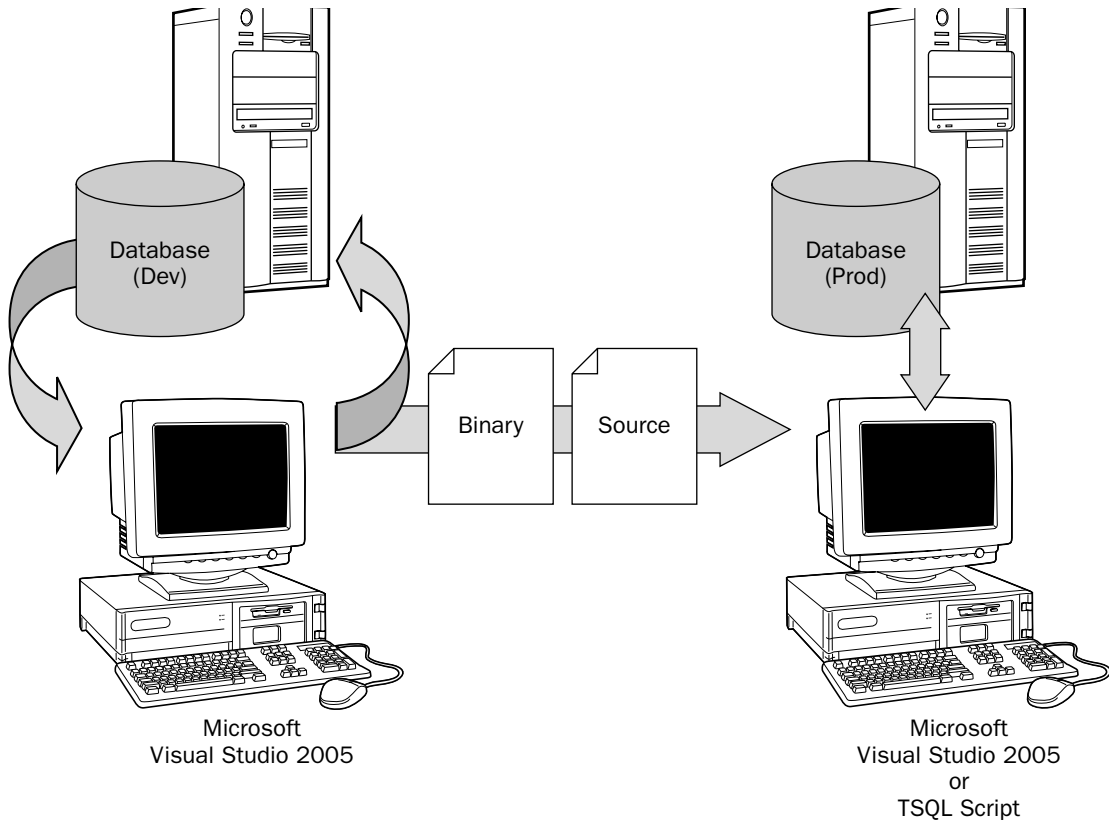 Database
(Dev)
Database
(Prod)
Binary
Source
Microsoft
Visual Studio 2005
Microsoft
Visual Studio 2005
or
TSQL Script